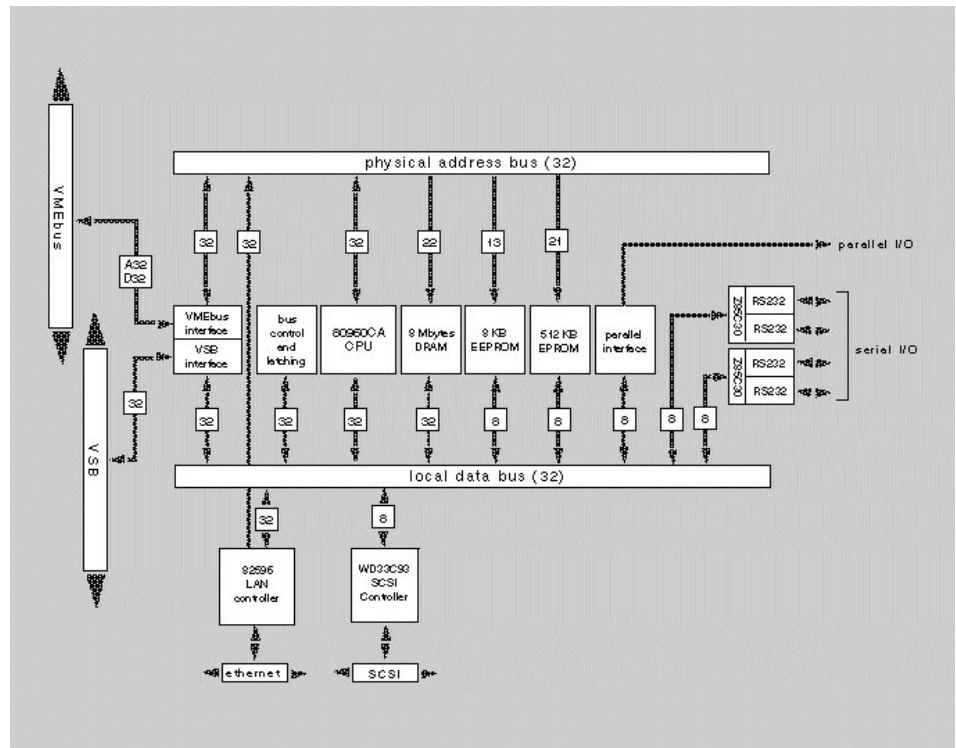 physical address bus (32)
VMEbus
32
32
32
22
13
21
parallel I/O
A32
D32
VMEbus
interface
VSB
interface
bus
control
and
latching
80960CA
CPU
8 Mbytes
DRAM
8 KB
EEPROM
512 KB
EPROM
parallel
interface
Z85C30
RS232
RS232
Z85C30
RS232
RS232
serial I/O
32
VSB
32
32
32
32
8
8
8
8
8
local data bus (32)
32
8
82596
LAN
controller
WD33C93
SCSI
Controller
ethernet
SCSI